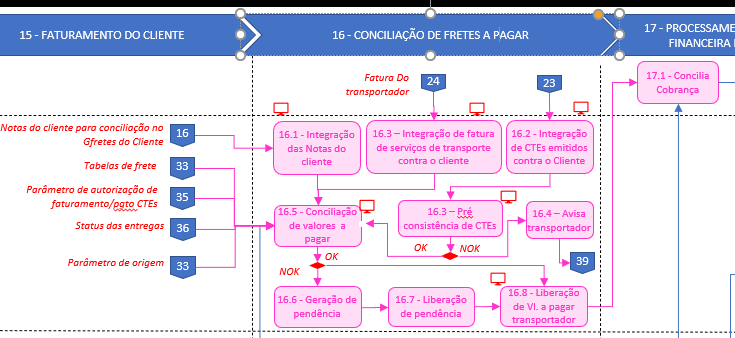 15 - FATURAMENTO DO CLIENTE
16 - CONCILIAÇÃO DE FRETES A PAGAR
17 - PROCESSAME
FINANCEIRA
Fatura Do
transportador
24
23
17.1 - Concilia
Cobrança
Notas do cliente para conciliação no
Gfretes do Cliente
16
16.1 - Integração
das Notas do
cliente
16.3 – Integração de fatura
de serviços de transporte
contra o cliente
16.2 - Integração
de CTEs emitidos
contra o Cliente
Tabelas de frete
33
Parâmetro de autorização de
faturamento/pgto CTEs
35
Status das entregas
36
Parâmetro de origem
33
16.5 - Conciliação
de valores a
pagar
16.3 – Pré
consistência de CTEs
16.4 – Avisa
transportador
OK
NOK
39
OK
NOK
16.6 - Geração de
pendência
16.7 - Liberação
de pendência
16.8 - Liberação
de Vl. a pagar
transportador